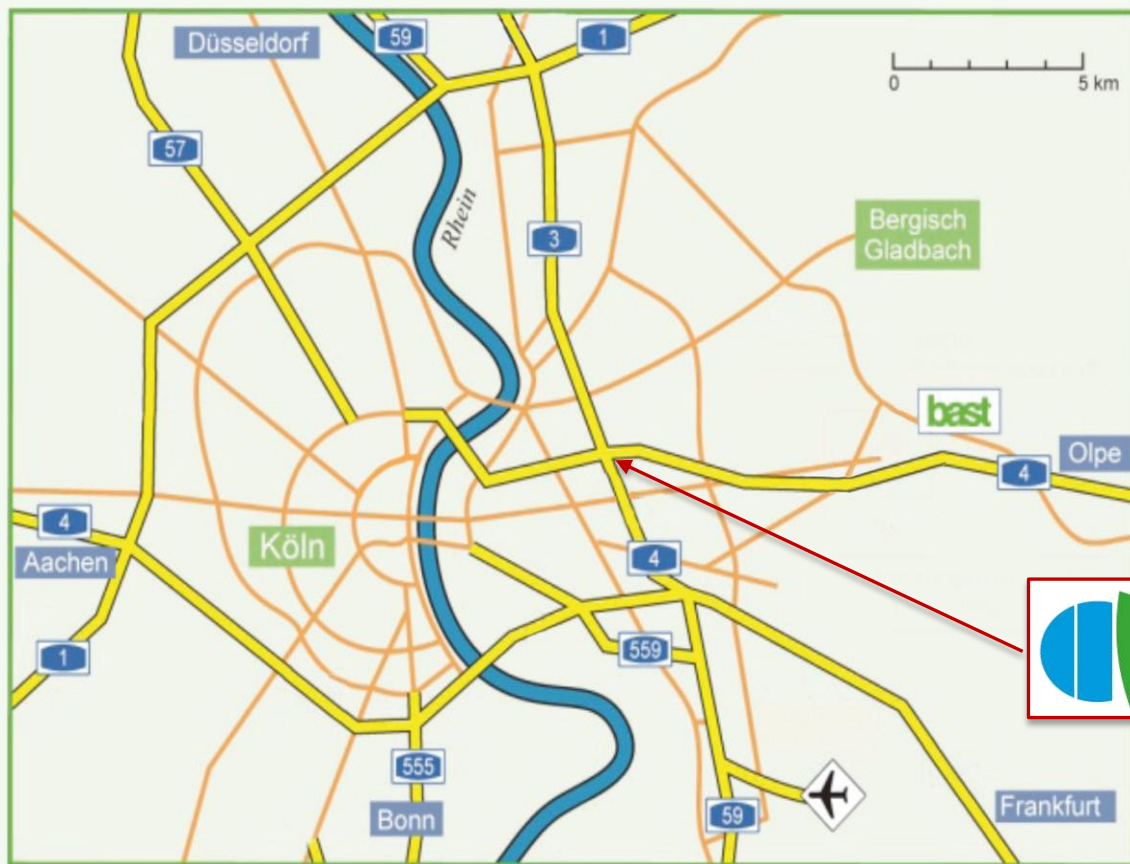 Düsseldorf
59
1
0
5 km
57
Rhein
3
Bergisch
Gladbach
bast
Olpe
4
4
Aachen
Köln
4
1
559
555
Bonn
59
Frankfurt